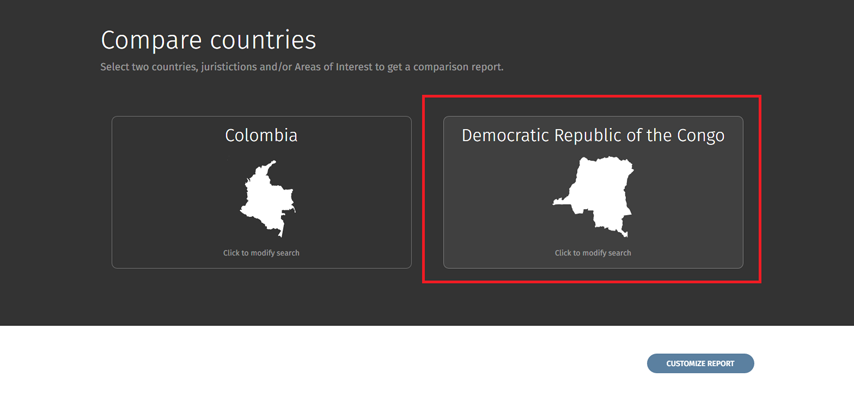 Compare countries
Select two countries, juristictions and/or Areas of Interest to get a comparison report.
Colombia
Democratic Republic of the Congo
Click to modify search
Click to modify search
CUSTOMIZE REPORT